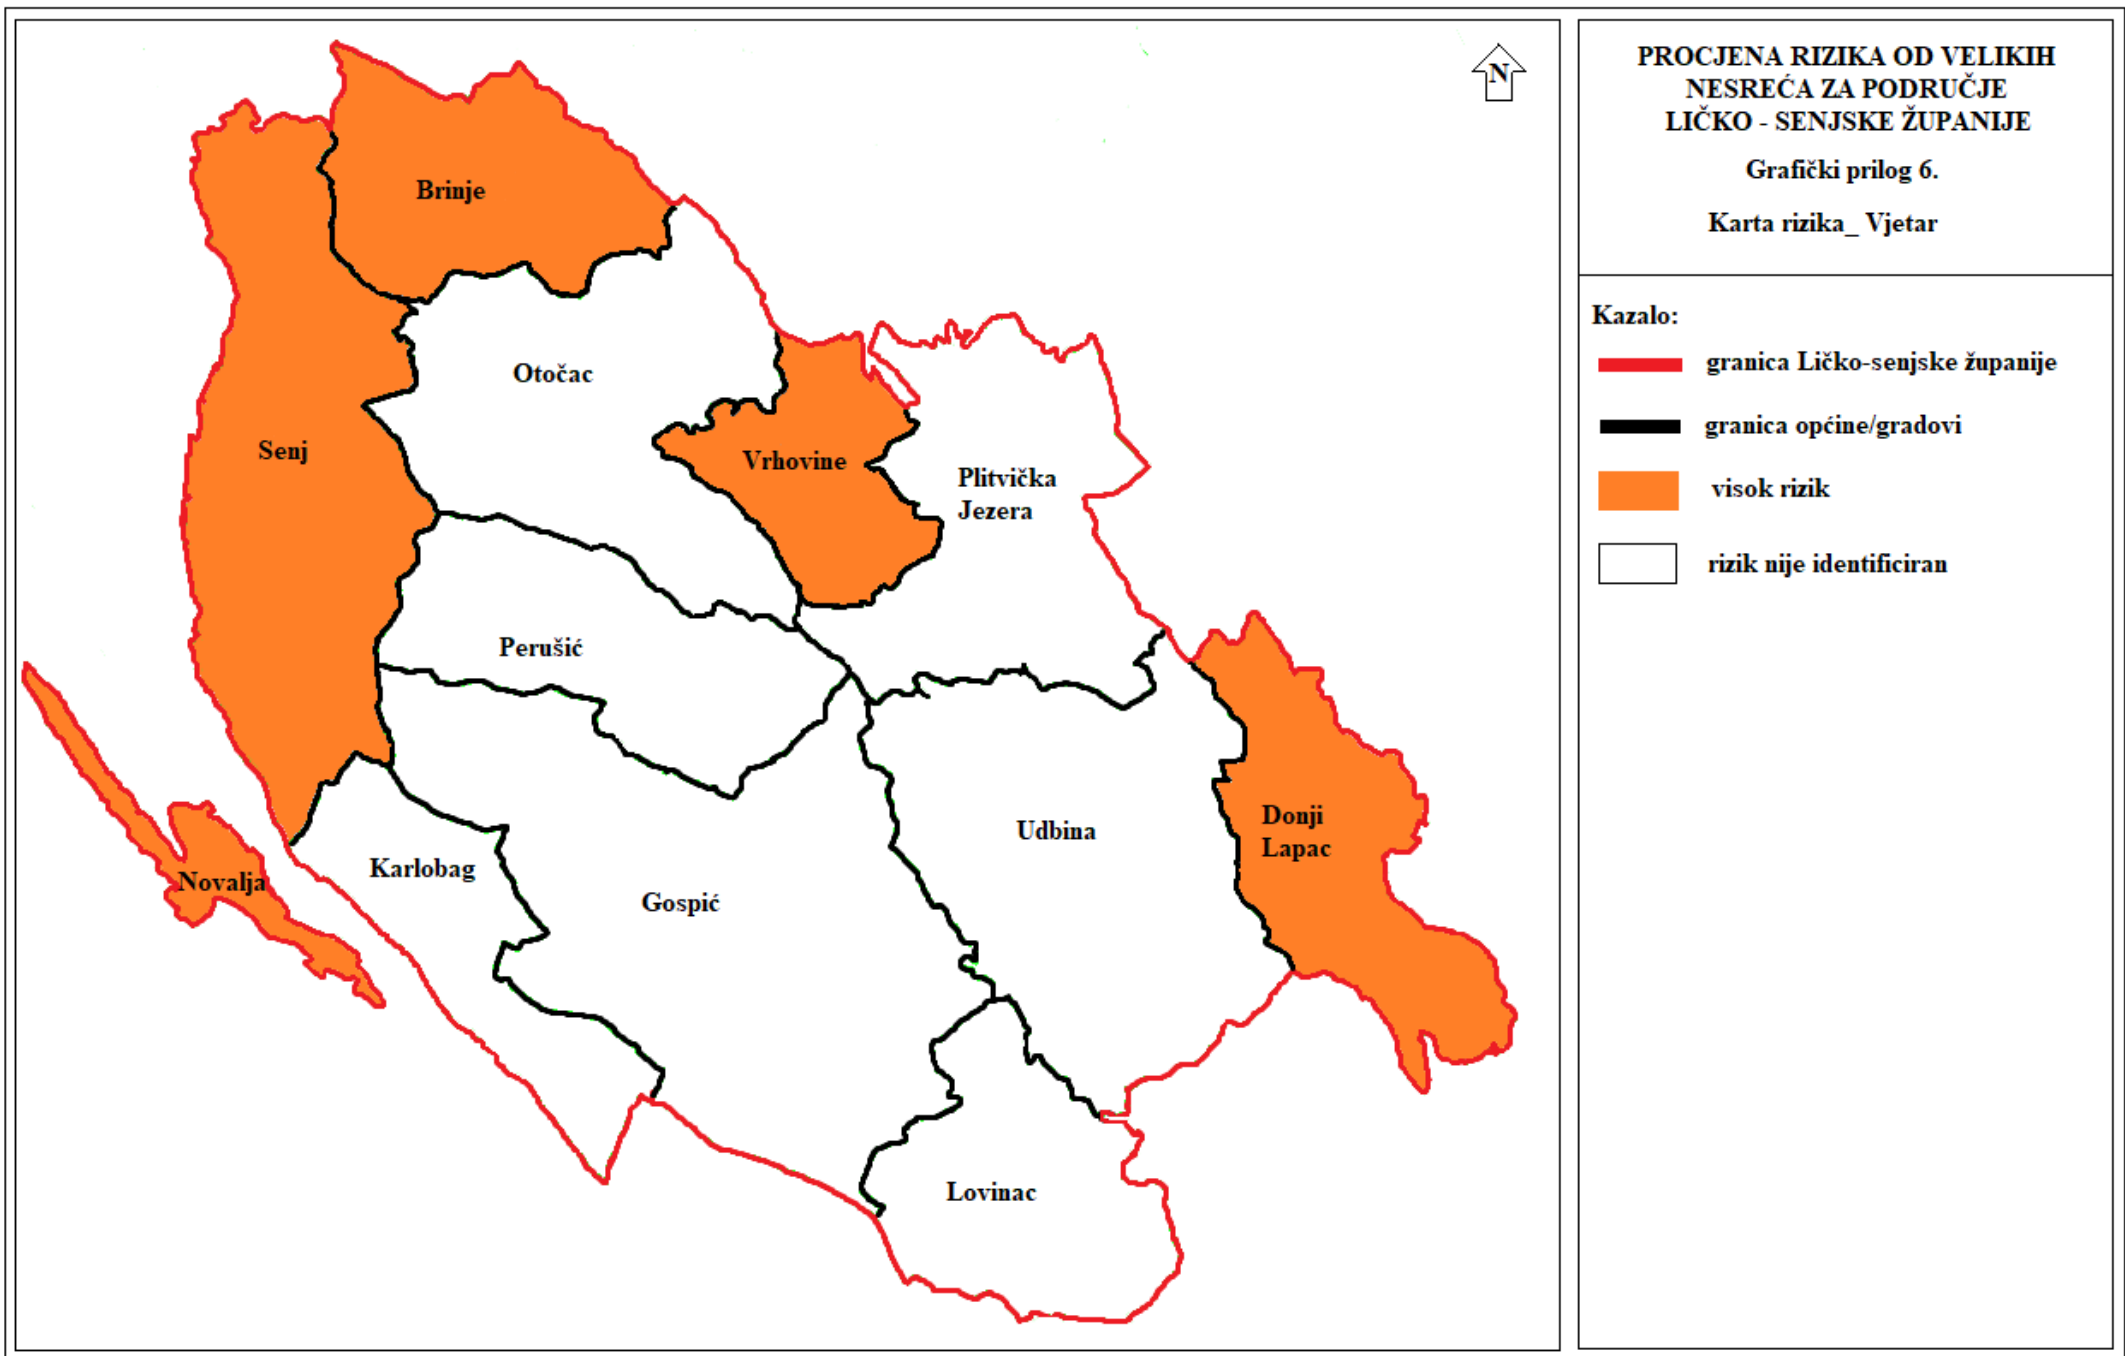 PROCJENA RIZIKA OD VELIKIH
NESREĆA ZA PODRUČJE
LIČKO - SENJSKE ŽUPANIJE
Grafički prilog 6.
Karta rizika_ Vjetar
Kazalo:
granica Ličko-senjske županije
granica općine/gradovi
visok rizik
rizik nije identificiran
N
Brinje
Otočac
Senj
Vrhovine
Plitvička
Jezera
Perušić
Donji
Lapac
Udbina
Karlobag
Novalja
Gospić
Lovinac